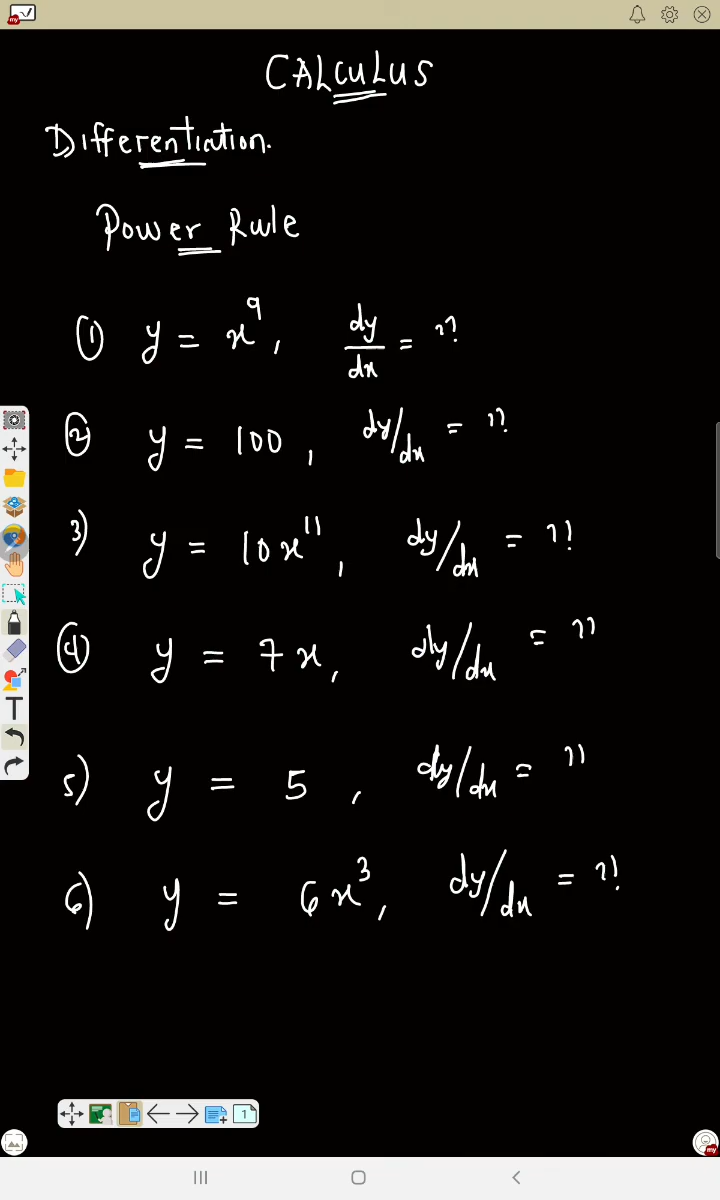 CALCULUS
Differentiation.
Power Rule
① y = x⁹, dy/dx = ??
② y = 100, dy/dx = ??
3) y = 10x¹¹, dy/dx = ??
④ y = 7x, dy/dx = ??
5) y = 5, dy/dx = ??
6) y = 6x³, dy/dx = ??
T
1